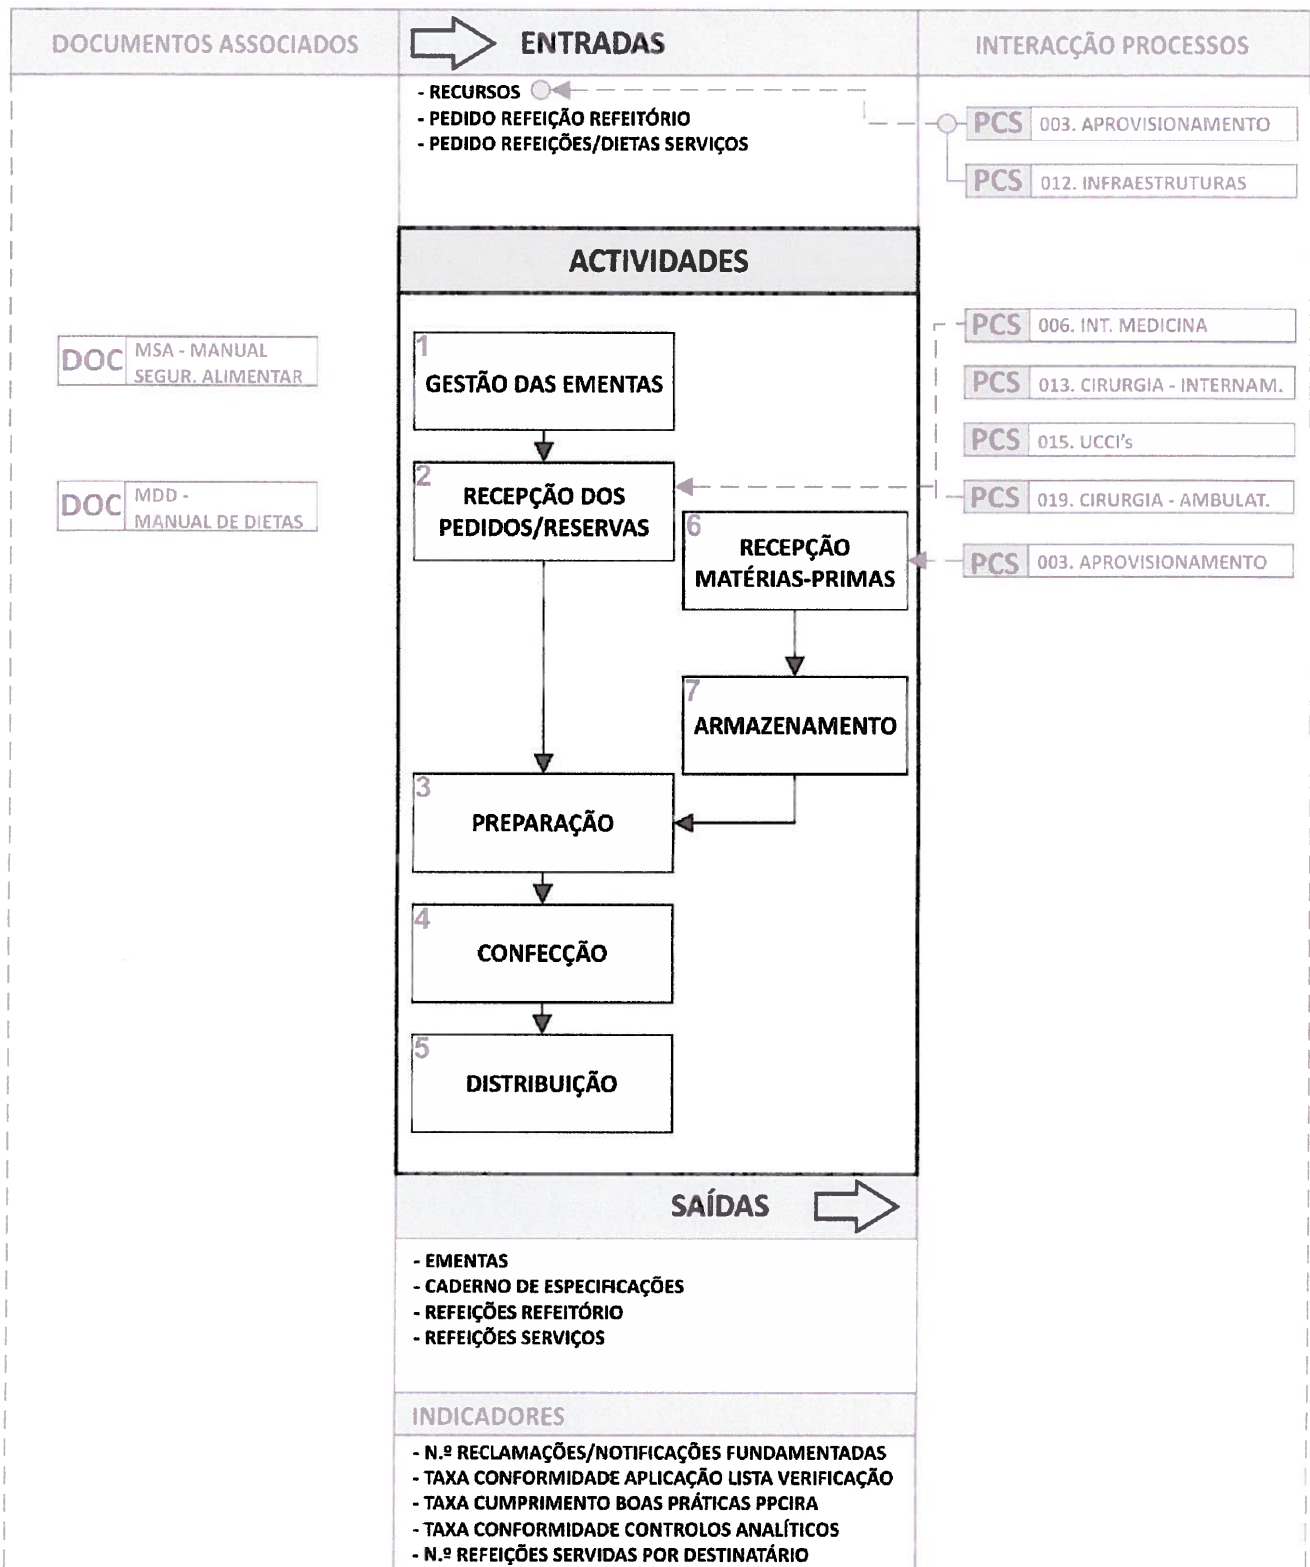 DOCUMENTOS ASSOCIADOS
ENTRADAS
INTERACÇÃO PROCESSOS
- RECURSOS
- PEDIDO REFEIÇÃO REFEITÓRIO
- PEDIDO REFEIÇÕES/DIETAS SERVIÇOS
PCS 003. APROVISIONAMENTO
PCS 012. INFRAESTRUTURAS
ACTIVIDADES
DOC MSA - MANUAL
SEGUR. ALIMENTAR
DOC MDD -
MANUAL DE DIETAS
1
GESTÃO DAS EMENTAS
2
RECEPÇÃO DOS
PEDIDOS/RESERVAS
6
RECEPÇÃO
MATÉRIAS-PRIMAS
7
ARMAZENAMENTO
3
PREPARAÇÃO
4
CONFECÇÃO
5
DISTRIBUIÇÃO
PCS 006. INT. MEDICINA
PCS 013. CIRURGIA - INTERNAM.
PCS 015. UCCI's
PCS 019. CIRURGIA - AMBULAT.
PCS 003. APROVISIONAMENTO
SAÍDAS
- EMENTAS
- CADERNO DE ESPECIFICAÇÕES
- REFEIÇÕES REFEITÓRIO
- REFEIÇÕES SERVIÇOS
INDICADORES
- N.º RECLAMAÇÕES/NOTIFICAÇÕES FUNDAMENTADAS
- TAXA CONFORMIDADE APLICAÇÃO LISTA VERIFICAÇÃO
- TAXA CUMPRIMENTO BOAS PRÁTICAS PPCIRA
- TAXA CONFORMIDADE CONTROLOS ANALÍTICOS
- N.º REFEIÇÕES SERVIDAS POR DESTINATÁRIO